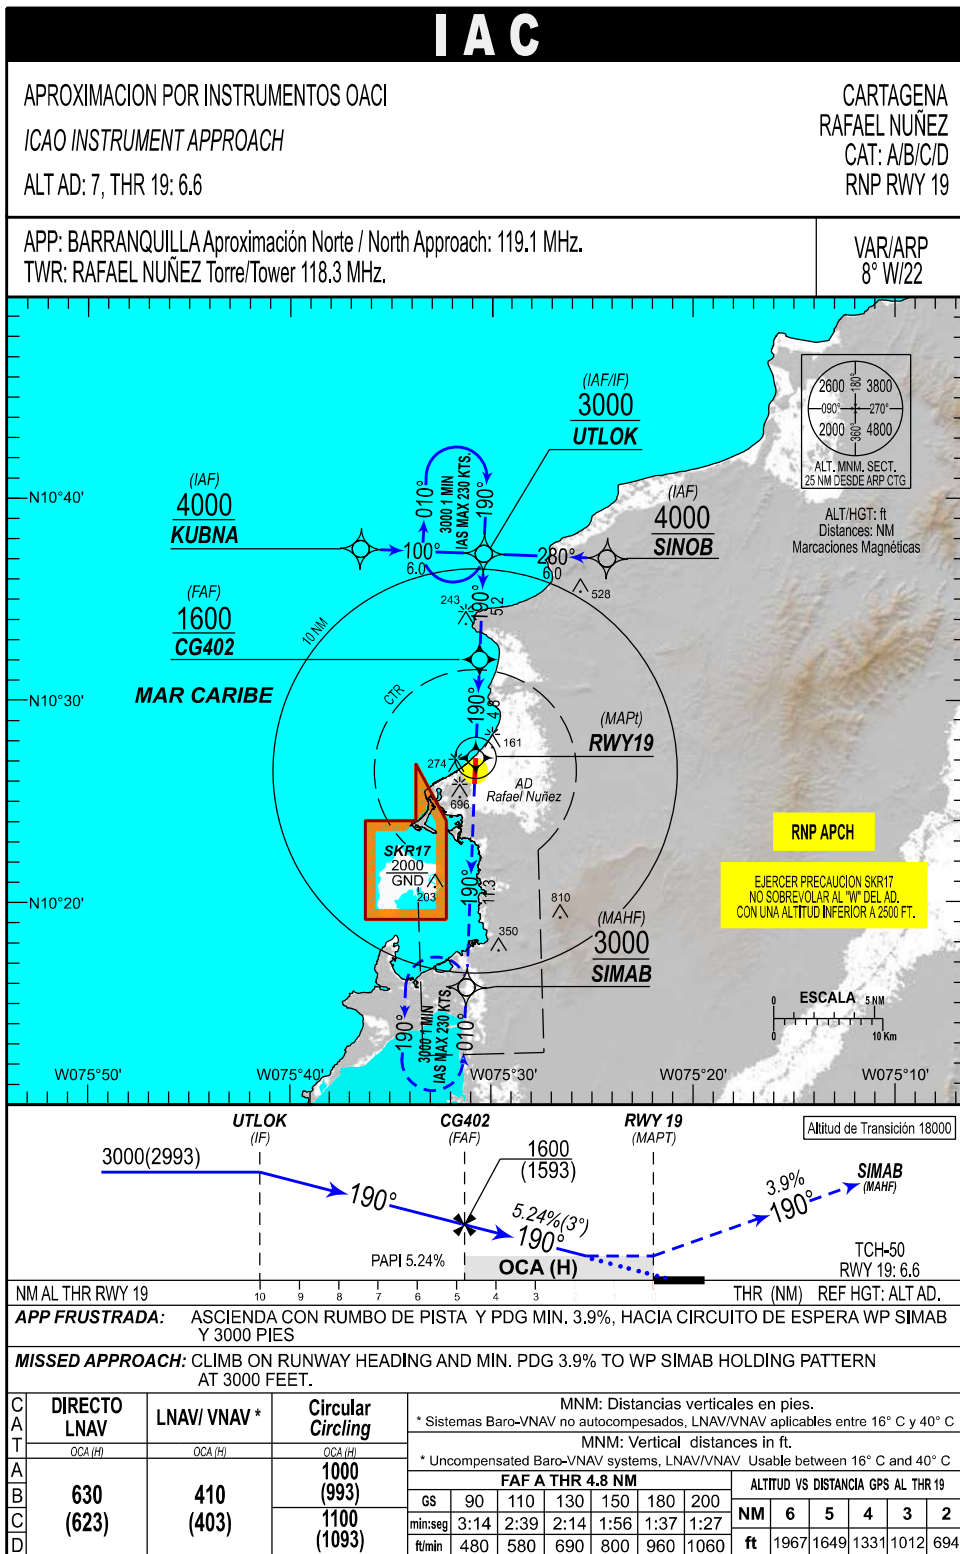 IAC
APROXIMACION POR INSTRUMENTOS OACI
ICAO INSTRUMENT APPROACH
ALT AD: 7, THR 19: 6.6
CARTAGENA
RAFAEL NUÑEZ
CAT: A/B/C/D
RNP RWY 19
APP: BARRANQUILLA Aproximación Norte / North Approach: 119.1 MHz.
TWR: RAFAEL NUÑEZ Torre/Tower 118.3 MHz.
VAR/ARP
8° W/22
2600 180° 3800
090° 270°
2000 360° 4800
ALT. MNM. SECT.
25 NM DESDE ARP CTG
ALT/HGT: ft
Distances: NM
Marcaciones Magnéticas
(IAF/IF)
3000
UTLOK
(IAF)
4000
KUBNA
(IAF)
4000
SINOB
010°
3000 1 MIN
IAS MAX 230 KTS.
190°
100°
6.0
280°
6.0
N10°40'
(FAF)
1600
CG402
243
190°
5.2
528
10 NM
MAR CARIBE
N10°30'
CTR
190°
4.8
(MAPt)
RWY19
161
274
696
AD
Rafael Nuñez
SKR17
2000
GND
203
190°
11.3
810
350
N10°20'
RNP APCH
EJERCER PRECAUCION SKR17
NO SOBREVOLAR AL "W" DEL AD.
CON UNA ALTITUD INFERIOR A 2500 FT.
(MAHF)
3000
SIMAB
190°
3000 1 MIN
IAS MAX 230 KTS.
010°
0 ESCALA 5 NM
0 10 Km
W075°50' W075°40' W075°30' W075°20' W075°10'
UTLOK
(IF)
CG402
(FAF)
RWY 19
(MAPT)
Altitud de Transición 18000
3000(2993)
190°
1600
(1593)
5.24%(3°)
190°
3.9%
190°
SIMAB
(MAHF)
PAPI 5.24%
OCA (H)
TCH-50
RWY 19: 6.6
NM AL THR RWY 19 10 9 8 7 6 5 4 3 THR (NM) REF HGT: ALT AD.
APP FRUSTRADA: ASCIENDA CON RUMBO DE PISTA Y PDG MIN. 3.9%, HACIA CIRCUITO DE ESPERA WP SIMAB
Y 3000 PIES
MISSED APPROACH: CLIMB ON RUNWAY HEADING AND MIN. PDG 3.9% TO WP SIMAB HOLDING PATTERN
AT 3000 FEET.
CAT
DIRECTO
LNAV
OCA (H)
LNAV/ VNAV *
OCA (H)
Circular
Circling
OCA (H)
A
B
C
D
630
(623)
410
(403)
1000
(993)
1100
(1093)
MNM: Distancias verticales en pies.
* Sistemas Baro-VNAV no autocompesados, LNAV/VNAV aplicables entre 16° C y 40° C
MNM: Vertical distances in ft.
* Uncompensated Baro-VNAV systems, LNAV/VNAV Usable between 16° C and 40° C
FAF A THR 4.8 NM
GS 90 110 130 150 180 200
min:seg 3:14 2:39 2:14 1:56 1:37 1:27
ft/min 480 580 690 800 960 1060
ALTITUD VS DISTANCIA GPS AL THR 19
NM 6 5 4 3 2
ft 1967 1649 1331 1012 694